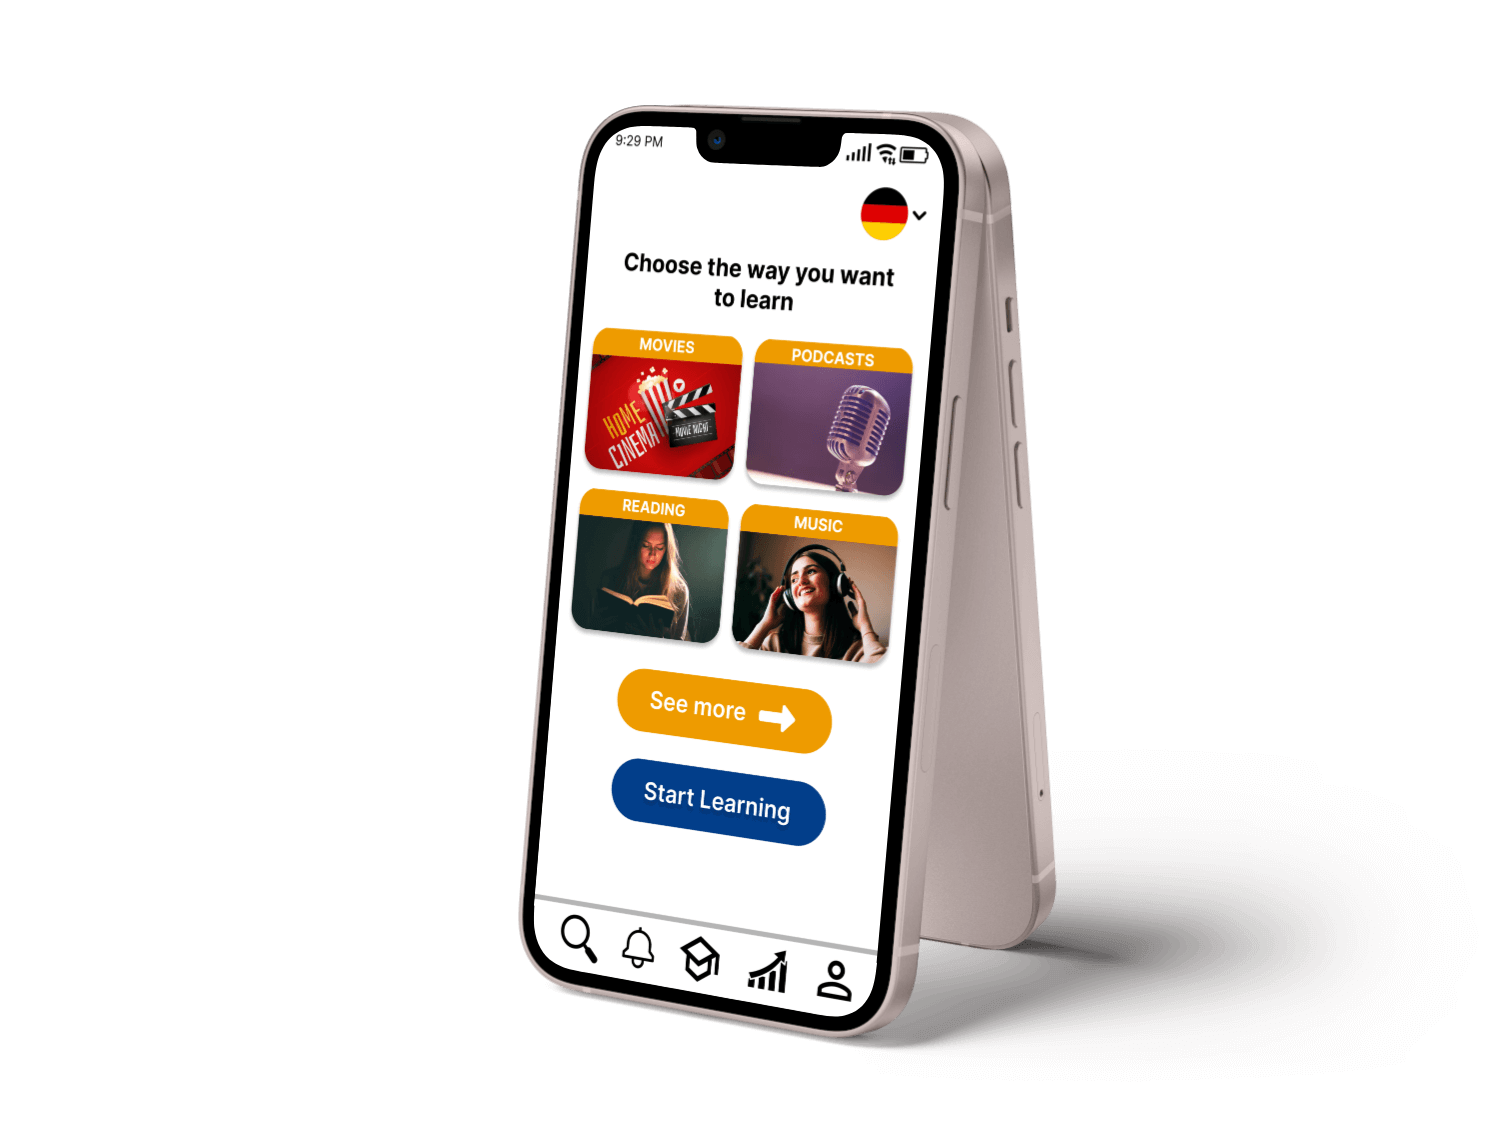 9:29 PM
Choose the way you want
to learn
MOVIES
PODCASTS
HOME
CINEMA
MOVIE NIGHT
READING
MUSIC
See more
Start Learning